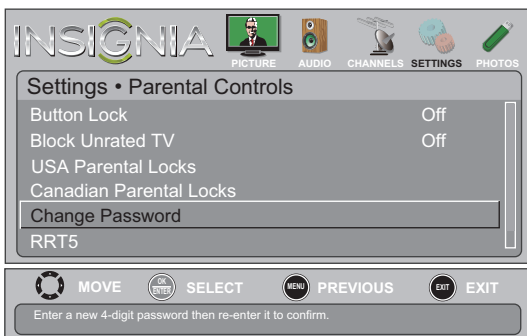 INSIGNIA
PICTURE AUDIO CHANNELS SETTINGS PHOTOS
Settings • Parental Controls
Button Lock Off
Block Unrated TV Off
USA Parental Locks
Canadian Parental Locks
Change Password
RRT5
MOVE OK ENTER SELECT MENU PREVIOUS EXIT EXIT
Enter a new 4-digit password then re-enter it to confirm.